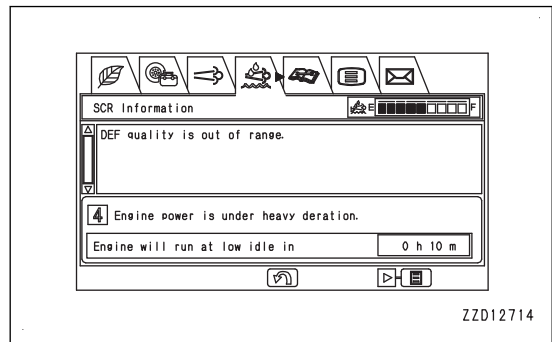 SCR Information
E F
DEF quality is out of range.
4 Engine power is under heavy deration.
Engine will run at low idle in 0 h 10 m
ZZD12714